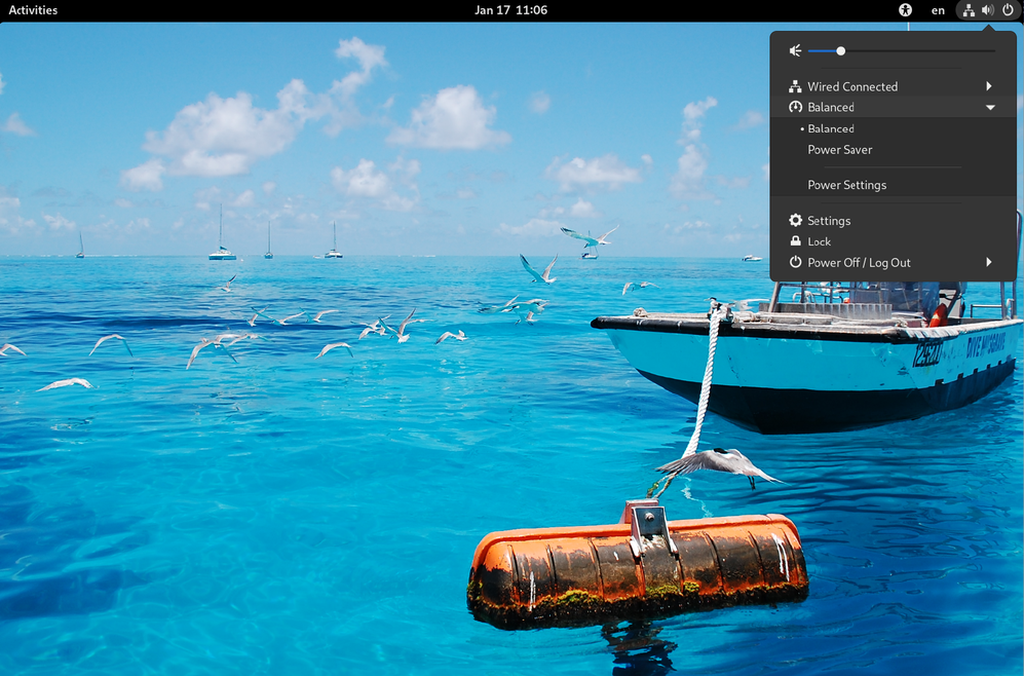 Activities
Jan 17 11:06
en
Wired Connected
Balanced
Balanced
Power Saver
Power Settings
Settings
Lock
Power Off / Log Out